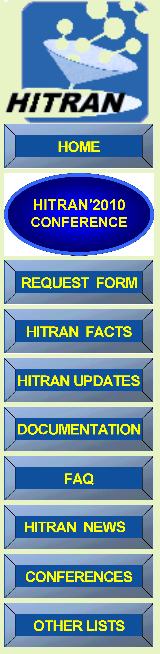 HITRAN
HOME
HITRAN'2010
CONFERENCE
REQUEST FORM
HITRAN FACTS
HITRAN UPDATES
DOCUMENTATION
FAQ
HITRAN NEWS
CONFERENCES
OTHER LISTS